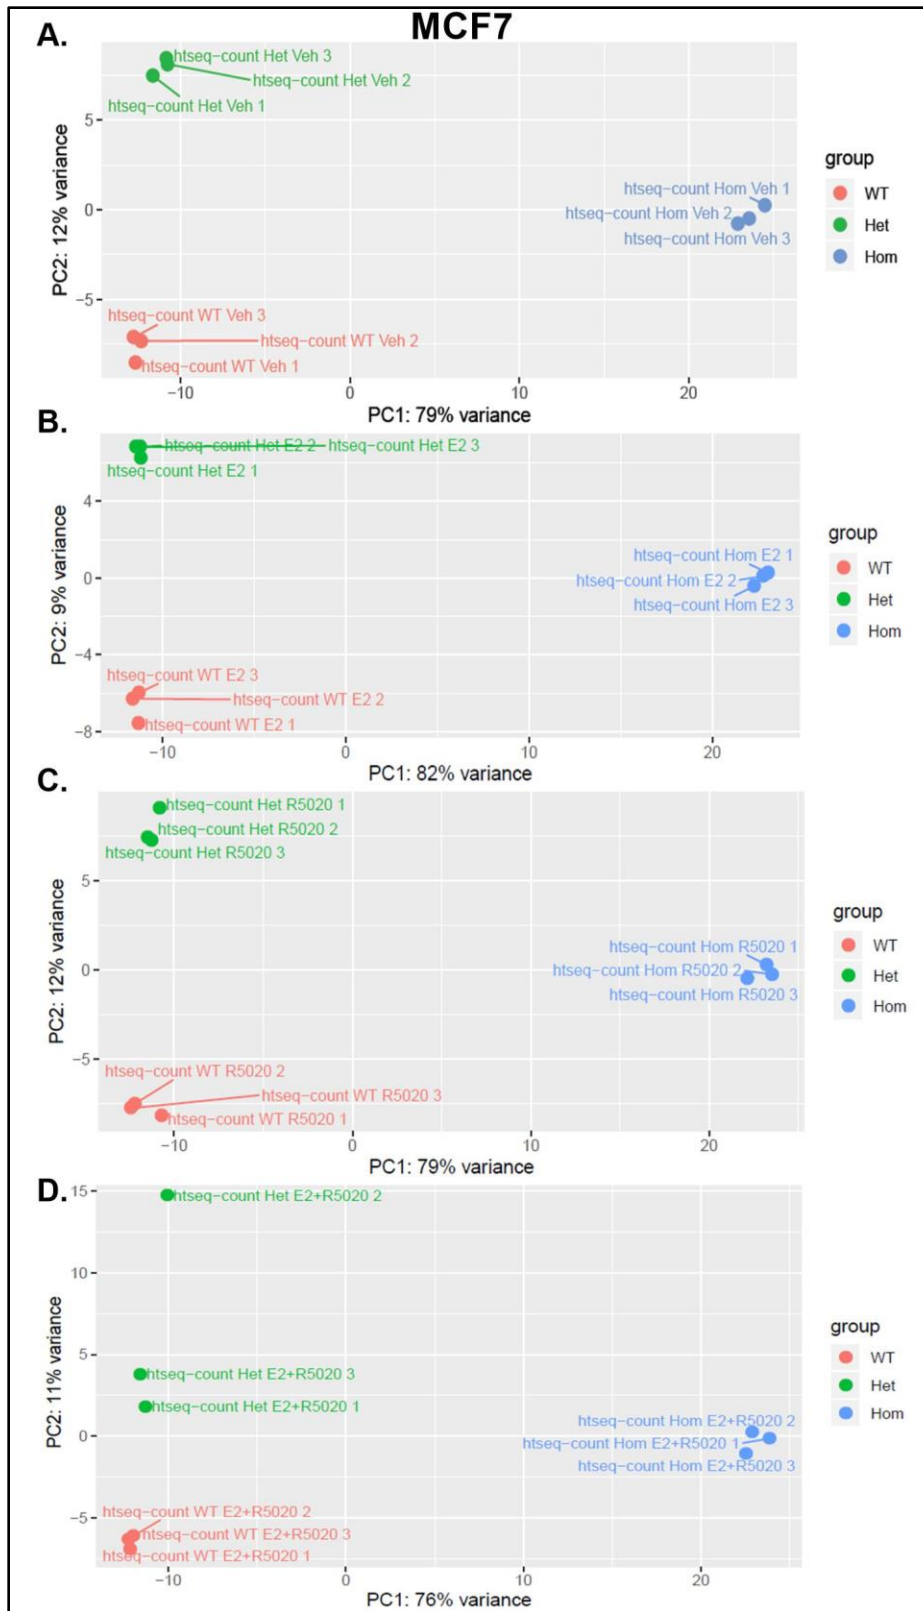 MCF7
A.
htseq-count Het Veh 3
htseq-count Het Veh 2
htseq-count Het Veh 1
htseq-count Hom Veh 1
htseq-count Hom Veh 2
htseq-count Hom Veh 3
htseq-count WT Veh 3
htseq-count WT Veh 2
htseq-count WT Veh 1
5
0
−5
PC2: 12% variance
−10 0 10 20
PC1: 79% variance
group
WT
Het
Hom
B.
htseq-count Het E2 2
htseq-count Het E2 3
htseq-count Het E2 1
htseq-count Hom E2 1
htseq-count Hom E2 2
htseq-count Hom E2 3
htseq-count WT E2 3
htseq-count WT E2 2
htseq-count WT E2 1
4
0
−4
−8
PC2: 9% variance
−10 0 10 20
PC1: 82% variance
group
WT
Het
Hom
C.
htseq-count Het R5020 1
htseq-count Het R5020 2
htseq-count Het R5020 3
htseq-count Hom R5020 1
htseq-count Hom R5020 2
htseq-count Hom R5020 3
htseq-count WT R5020 2
htseq-count WT R5020 3
htseq-count WT R5020 1
5
0
−5
PC2: 12% variance
−10 0 10 20
PC1: 79% variance
group
WT
Het
Hom
D.
htseq-count Het E2+R5020 2
htseq-count Het E2+R5020 3
htseq-count Het E2+R5020 1
htseq-count Hom E2+R5020 2
htseq-count Hom E2+R5020 1
htseq-count Hom E2+R5020 3
htseq-count WT E2+R5020 2
htseq-count WT E2+R5020 3
htseq-count WT E2+R5020 1
15
10
5
0
−5
PC2: 11% variance
−10 0 10 20
PC1: 76% variance
group
WT
Het
Hom